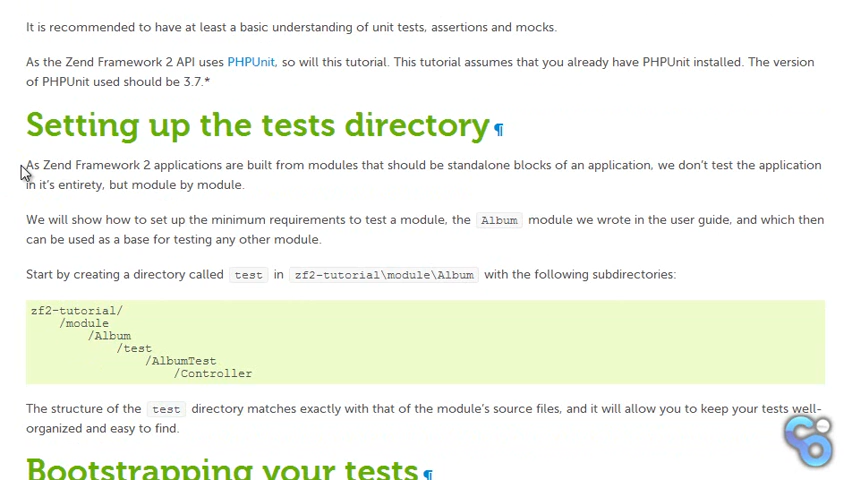 It is recommended to have at least a basic understanding of unit tests, assertions and mocks.
As the Zend Framework 2 API uses PHPUnit, so will this tutorial. This tutorial assumes that you already have PHPUnit installed. The version
of PHPUnit used should be 3.7.*
Setting up the tests directory¶
As Zend Framework 2 applications are built from modules that should be standalone blocks of an application, we don't test the application
in it's entirety, but module by module.
We will show how to set up the minimum requirements to test a module, the Album module we wrote in the user guide, and which then
can be used as a base for testing any other module.
Start by creating a directory called test in zf2-tutorial\module\Album with the following subdirectories:
zf2-tutorial/
    /module
        /Album
            /test
                /AlbumTest
                    /Controller
The structure of the test directory matches exactly with that of the module's source files, and it will allow you to keep your tests well-
organized and easy to find.
Bootstrapping your tests¶